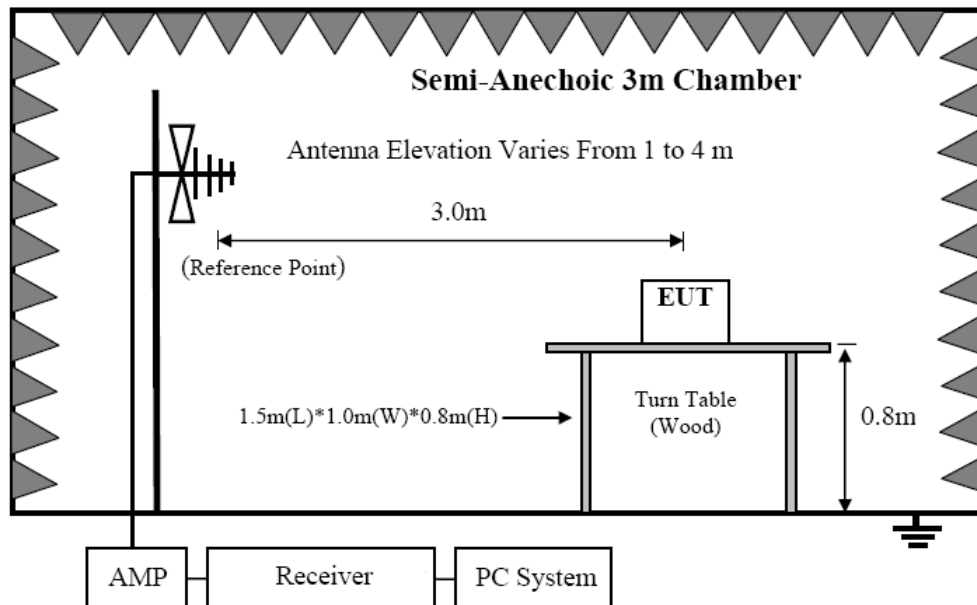 Semi-Anechoic 3m Chamber
Antenna Elevation Varies From 1 to 4 m
3.0m
(Reference Point)
EUT
1.5m(L)*1.0m(W)*0.8m(H)
Turn Table
(Wood)
0.8m
AMP
Receiver
PC System